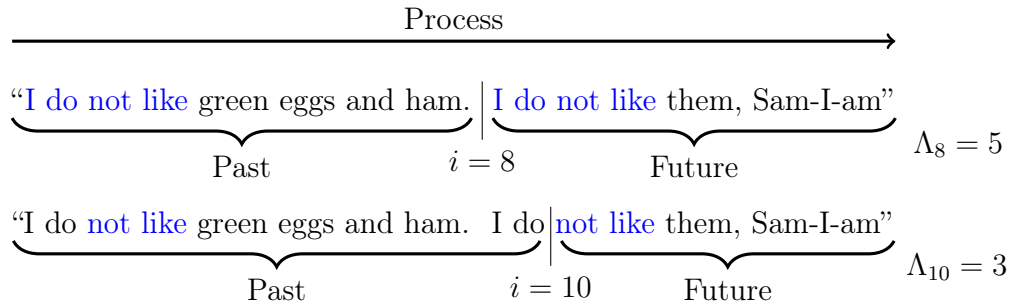 Process
“I do not like green eggs and ham. I do not like them, Sam-I-am”
Past
i = 8
Future
Λ₈ = 5
“I do not like green eggs and ham. I do not like them, Sam-I-am”
Past
i = 10
Future
Λ₁₀ = 3